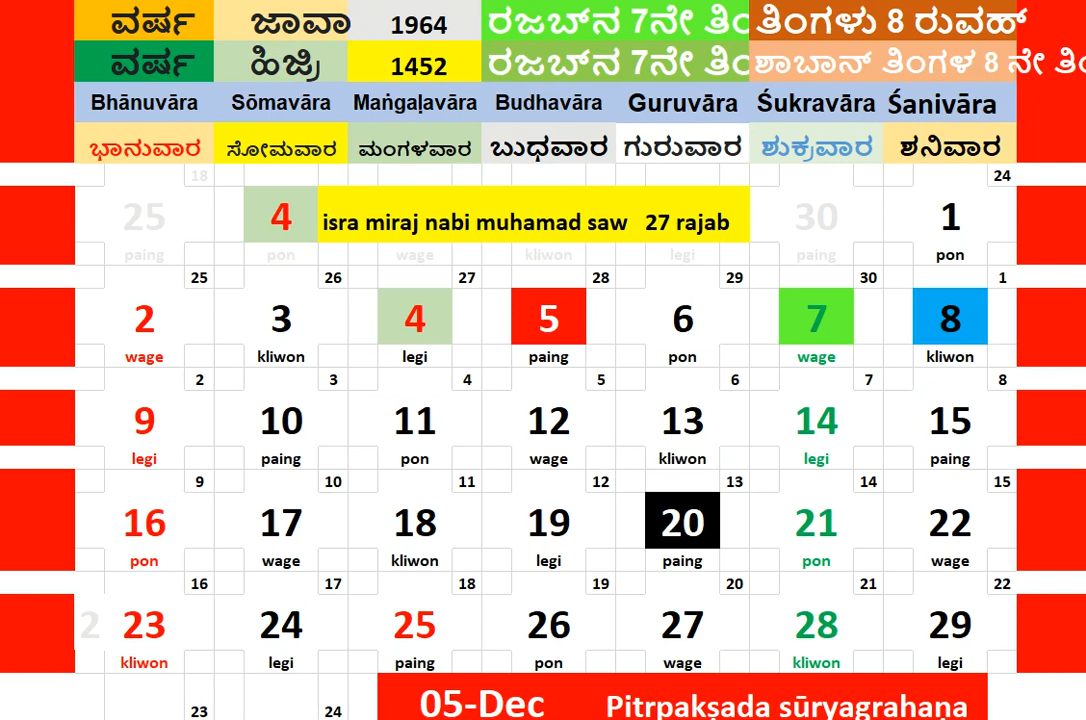 ವರ್ಷ ಜಾವಾ 1964 ರಜಬ್‌ನ 7ನೇ ತಿಂ ತಿಂಗಳು 8 ರುವಹ್
ವರ್ಷ ಹಿಜ್ರಿ 1452 ರಜಬ್‌ನ 7ನೇ ತಿಂ ಶಾಬಾನ್ ತಿಂಗಳ 8 ನೇ ತಿಂ
Bhānuvāra Sōmavāra Maṅgaḷavāra Budhavāra Guruvāra Śukravāra Śanivāra
ಭಾನುವಾರ ಸೋಮವಾರ ಮಂಗಳವಾರ ಬುಧವಾರ ಗುರುವಾರ ಶುಕ್ರವಾರ ಶನಿವಾರ
18 24
25 4 isra miraj nabi muhamad saw 27 rajab 30 1
paing pon wage kliwon legi paing pon
25 26 27 28 29 30 1
2 3 4 5 6 7 8
wage kliwon legi paing pon wage kliwon
2 3 4 5 6 7 8
9 10 11 12 13 14 15
legi paing pon wage kliwon legi paing
9 10 11 12 13 14 15
16 17 18 19 20 21 22
pon wage kliwon legi paing pon wage
16 17 18 19 20 21 22
2 23 24 25 26 27 28 29
kliwon legi paing pon wage kliwon legi
23 24 05-Dec Pitrpakṣada sūryagrahaṇa